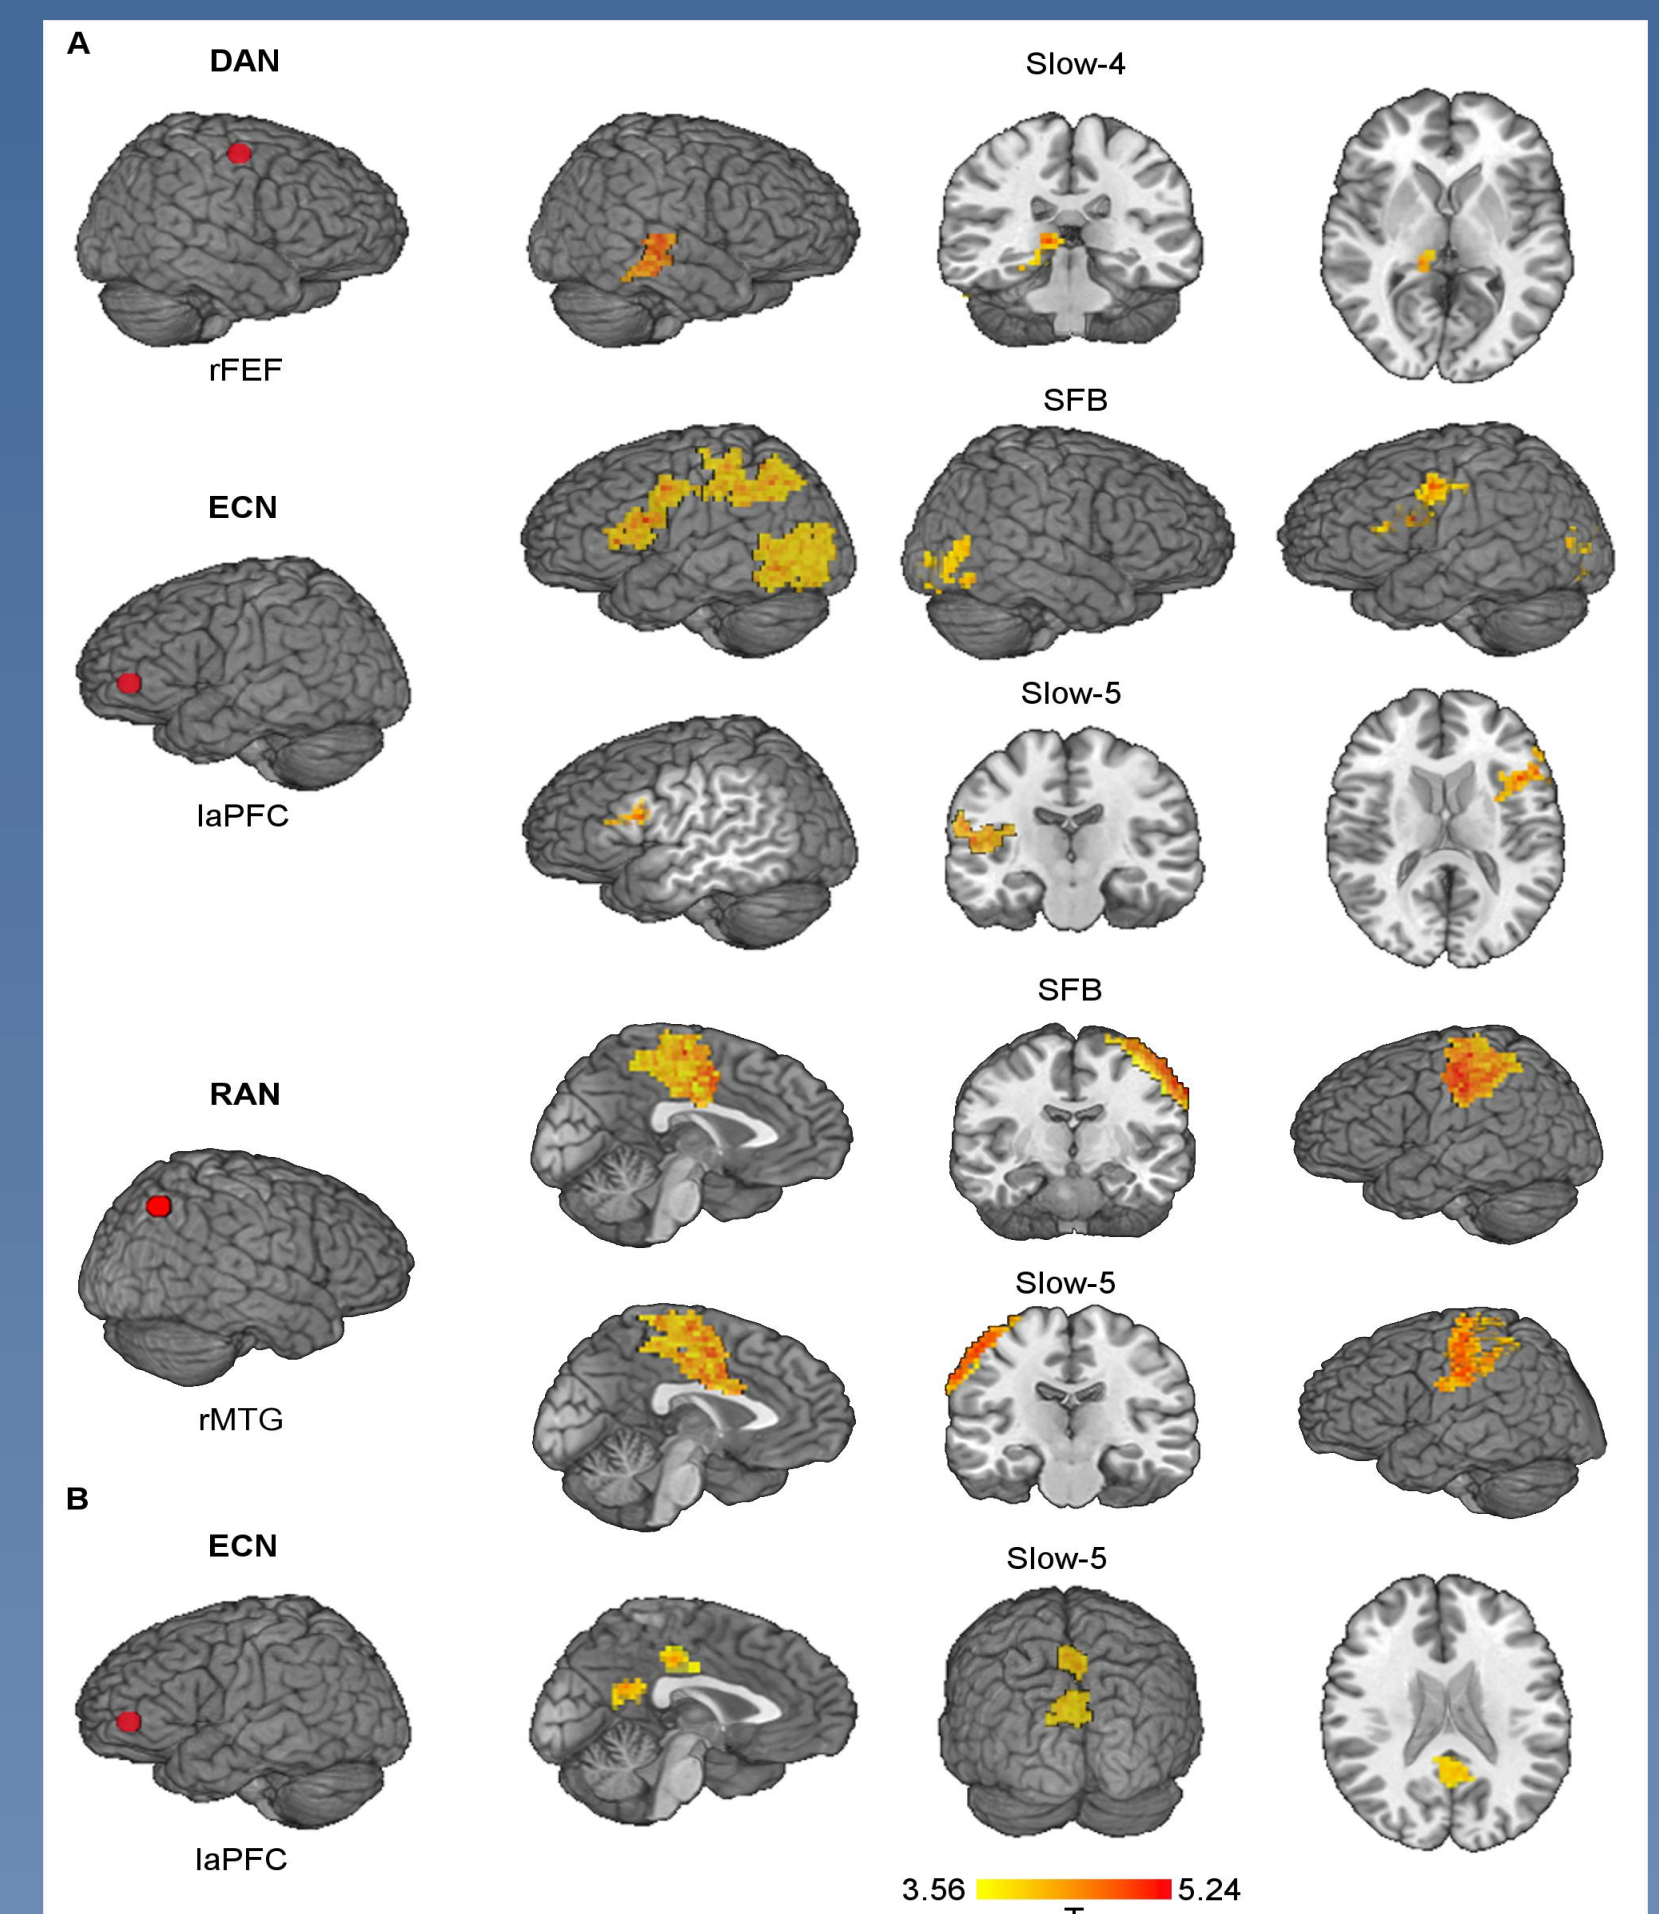 A
DAN
Slow-4
rFEF
SFB
ECN
Slow-5
laPFC
SFB
RAN
Slow-5
rMTG
B
ECN
Slow-5
laPFC
3.56 5.24